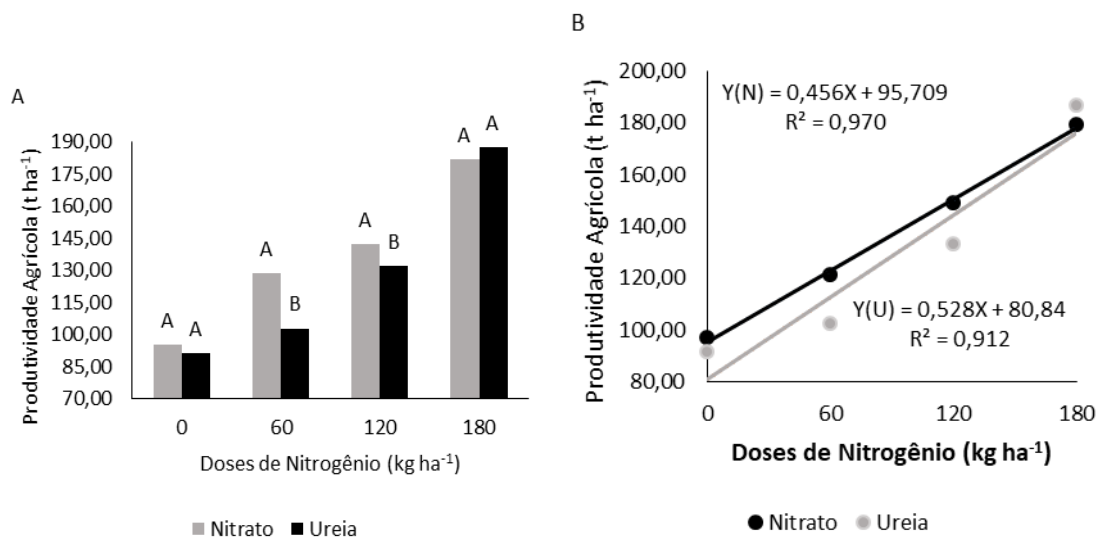 A
Produtividade Agrícola (t ha⁻¹)
190,00
175,00
160,00
145,00
130,00
115,00
100,00
85,00
70,00
A A
A B
A B
A A
0 60 120 180
Doses de Nitrogênio (kg ha⁻¹)
Nitrato Ureia
B
Produtividade Agrícola (t ha⁻¹)
200,00
180,00
160,00
140,00
120,00
100,00
80,00
Y(N) = 0,456X + 95,709
R² = 0,970
Y(U) = 0,528X + 80,84
R² = 0,912
0 60 120 180
Doses de Nitrogênio (kg ha⁻¹)
Nitrato Ureia